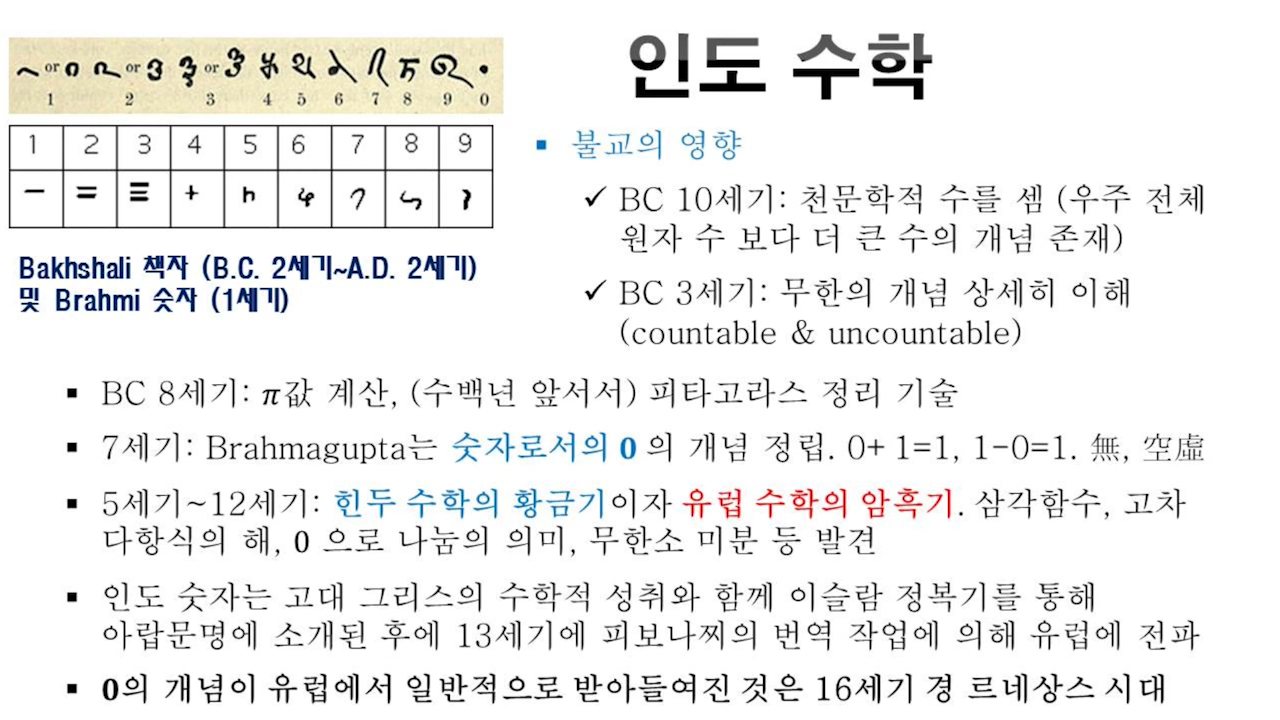 인도 수학
or or or
1 2 3 4 5 6 7 8 9 0
1 2 3 4 5 6 7 8 9
Bakhshali 책자 (B.C. 2세기~A.D. 2세기)
및 Brahmi 숫자 (1세기)
▪ 불교의 영향
✓ BC 10세기: 천문학적 수를 셈 (우주 전체
원자 수 보다 더 큰 수의 개념 존재)
✓ BC 3세기: 무한의 개념 상세히 이해
(countable & uncountable)
▪ BC 8세기: π값 계산, (수백년 앞서서) 피타고라스 정리 기술
▪ 7세기: Brahmagupta는 숫자로서의 0 의 개념 정립. 0+ 1=1, 1-0=1. 無, 空虛
▪ 5세기~12세기: 힌두 수학의 황금기이자 유럽 수학의 암흑기. 삼각함수, 고차
다항식의 해, 0 으로 나눔의 의미, 무한소 미분 등 발견
▪ 인도 숫자는 고대 그리스의 수학적 성취와 함께 이슬람 정복기를 통해
아랍문명에 소개된 후에 13세기에 피보나찌의 번역 작업에 의해 유럽에 전파
▪ 0의 개념이 유럽에서 일반적으로 받아들여진 것은 16세기 경 르네상스 시대